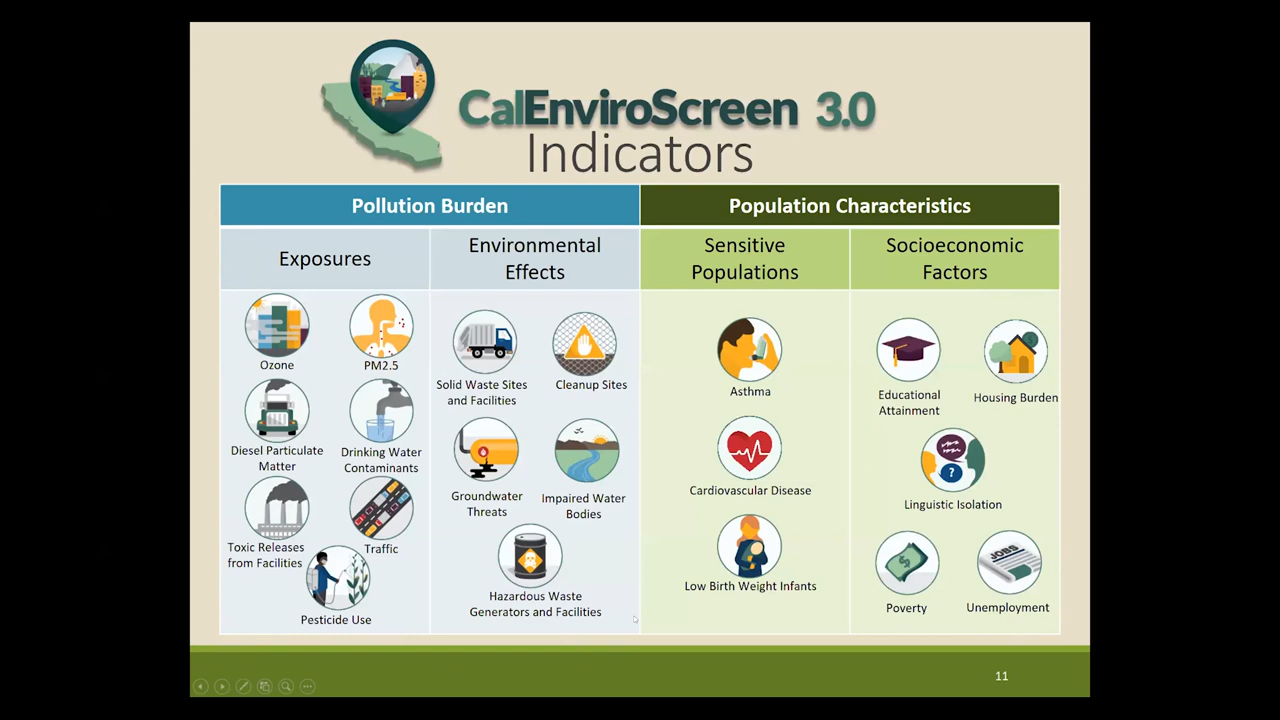 CalEnviroScreen 3.0
Indicators
Pollution Burden
Population Characteristics
Exposures
Environmental
Effects
Sensitive
Populations
Socioeconomic
Factors
Ozone
PM2.5
Diesel Particulate
Matter
Drinking Water
Contaminants
Toxic Releases
from Facilities
Traffic
Pesticide Use
Solid Waste Sites
and Facilities
Cleanup Sites
Groundwater
Threats
Impaired Water
Bodies
Hazardous Waste
Generators and Facilities
Asthma
Cardiovascular Disease
Low Birth Weight Infants
Educational
Attainment
Housing Burden
?
Linguistic Isolation
$
Poverty
JOBS
Unemployment
11